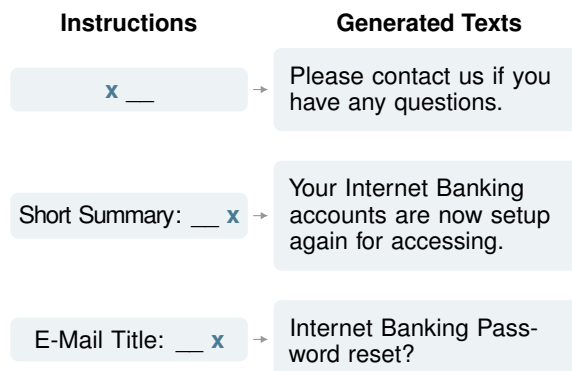 Instructions
Generated Texts
x __
Please contact us if you
have any questions.
Short Summary: __ x
Your Internet Banking
accounts are now setup
again for accessing.
E-Mail Title: __ x
Internet Banking Pass-
word reset?